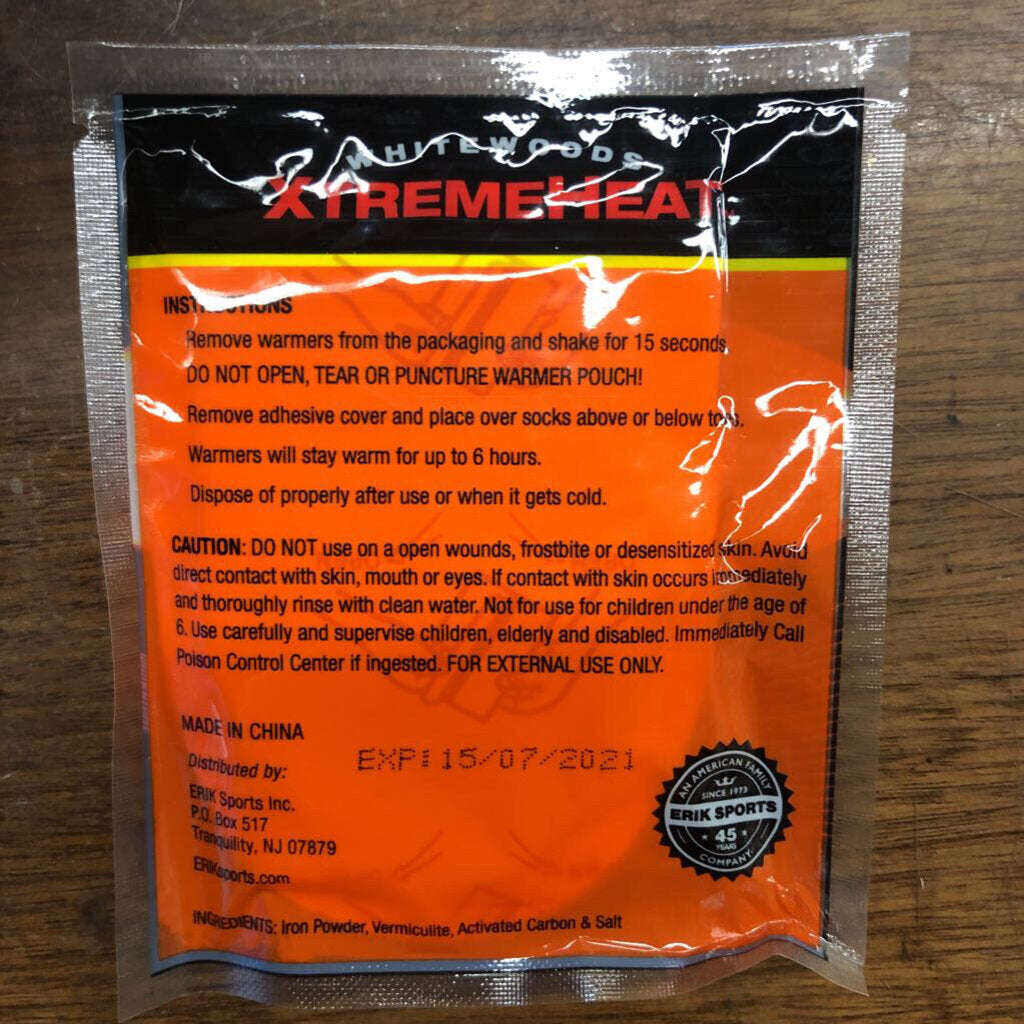 WHITEWOODS
XTREMEHEAT
INSTRUCTIONS
Remove warmers from the packaging and shake for 15 seconds
DO NOT OPEN, TEAR OR PUNCTURE WARMER POUCH!
Remove adhesive cover and place over socks above or below toes.
Warmers will stay warm for up to 6 hours.
Dispose of properly after use or when it gets cold.
CAUTION: DO NOT use on a open wounds, frostbite or desensitized skin. Avoid
direct contact with skin, mouth or eyes. If contact with skin occurs immediately
and thoroughly rinse with clean water. Not for use for children under the age of
6. Use carefully and supervise children, elderly and disabled. Immediately Call
Poison Control Center if ingested. FOR EXTERNAL USE ONLY.
MADE IN CHINA
EXP:15/07/2021
Distributed by:
ERIK Sports Inc.
P.O. Box 517
Tranquility, NJ 07879
ERIKsports.com
AN AMERICAN FAMILY
SINCE 1973
ERIK SPORTS
45
YEARS
COMPANY
INGREDIENTS: Iron Powder, Vermiculite, Activated Carbon & Salt